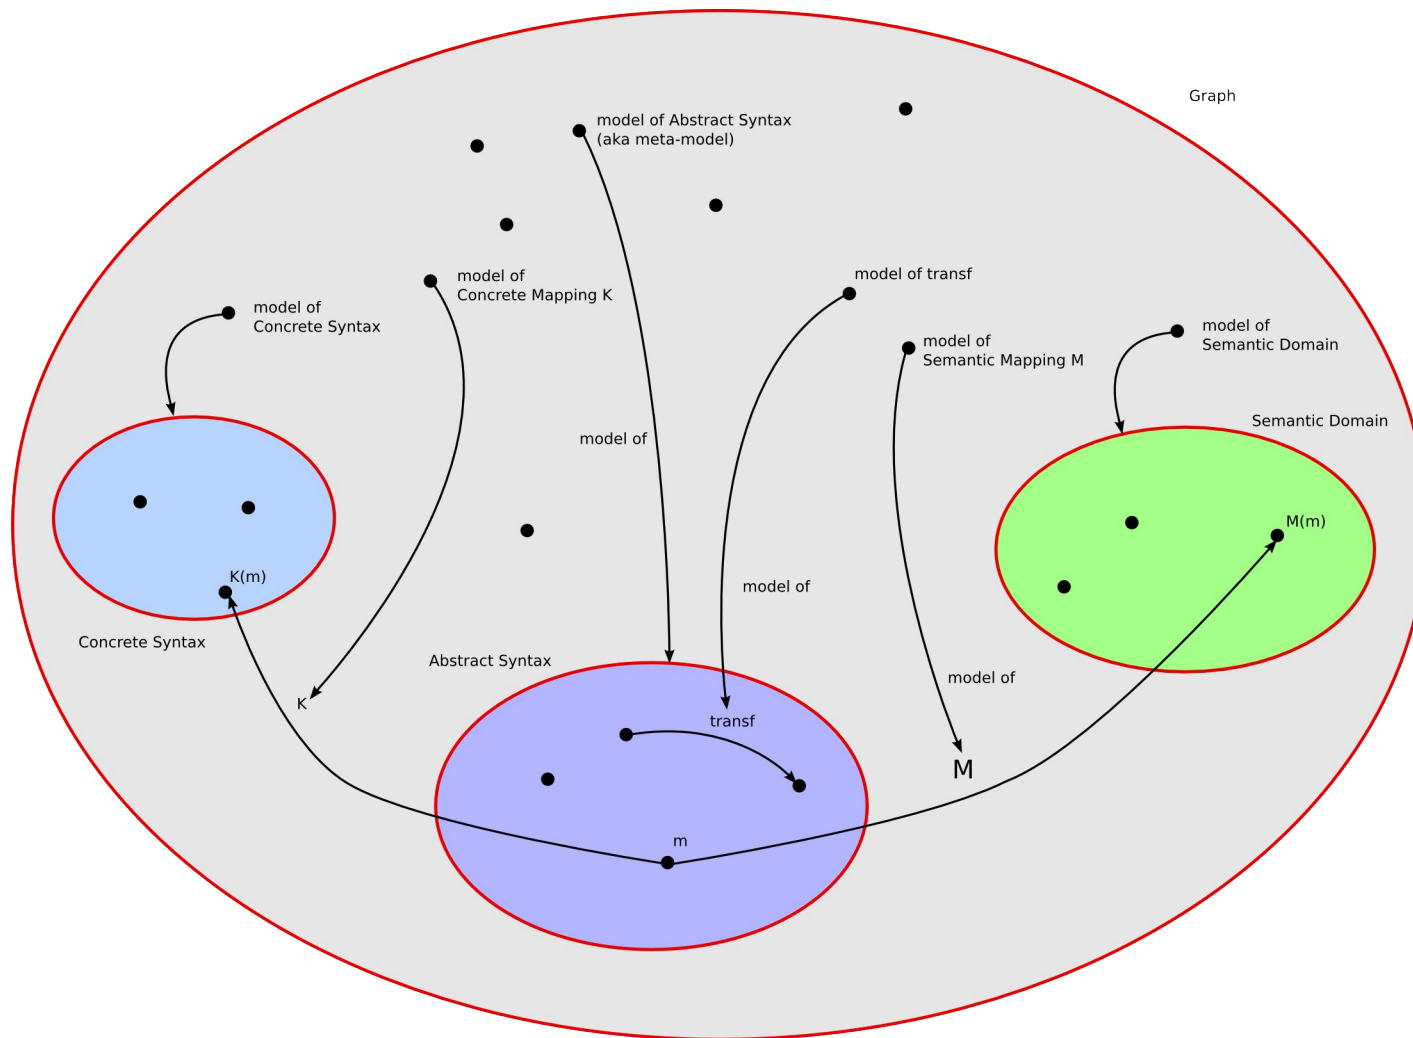 Graph
model of Abstract Syntax
(aka meta-model)
model of
Concrete Mapping K
model of transf
model of
Concrete Syntax
model of
Semantic Domain
model of
Semantic Mapping M
Semantic Domain
model of
M(m)
K(m)
model of
Concrete Syntax
Abstract Syntax
model of
K
transf
M
m